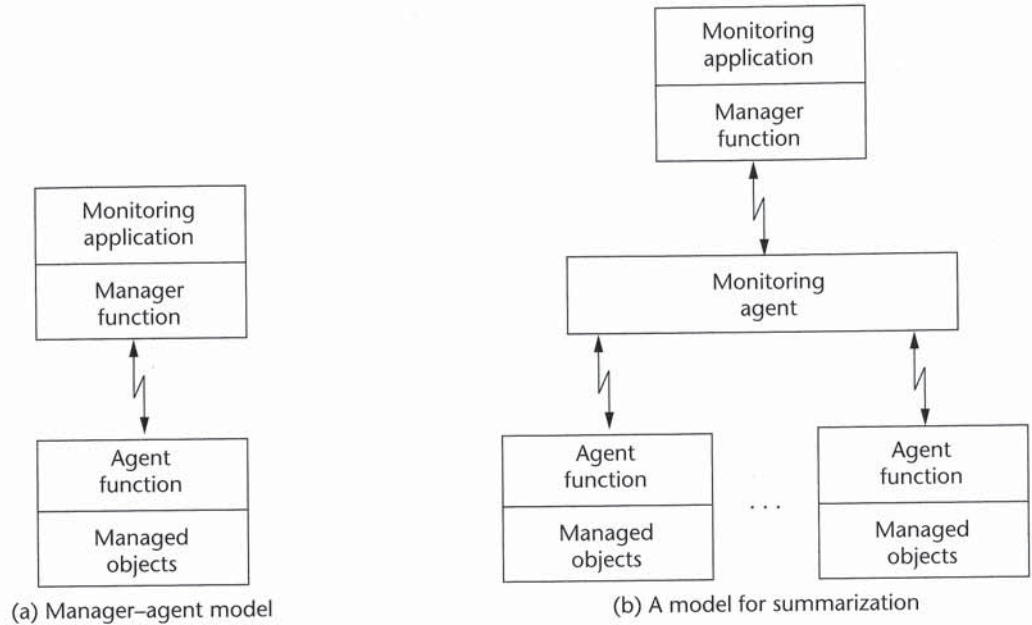 Monitoring
application
Manager
function
Agent
function
Managed
objects
(a) Manager–agent model
Monitoring
application
Manager
function
Monitoring
agent
Agent
function
Managed
objects
. . .
Agent
function
Managed
objects
(b) A model for summarization